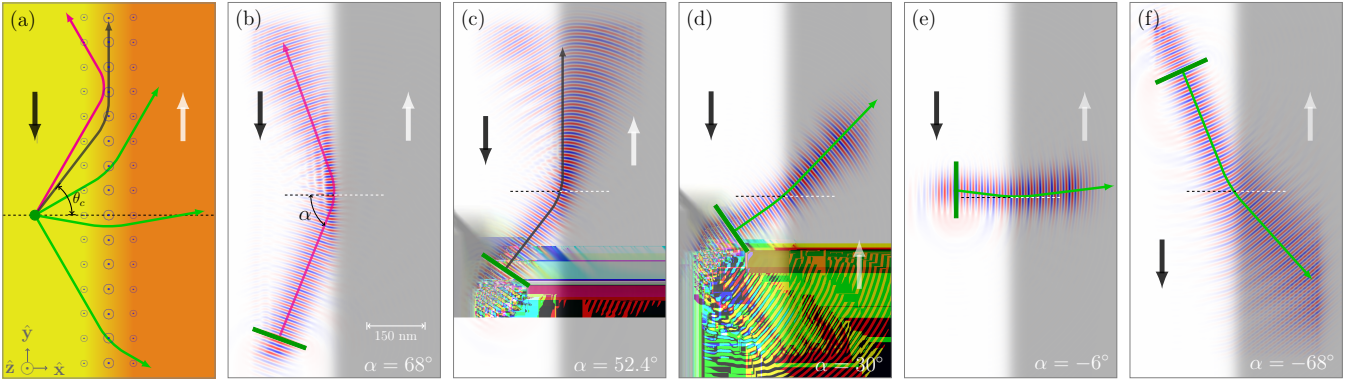 (a)
θc
ŷ
ẑ
x̂
(b)
α
150 nm
α = 68°
(c)
α = 52.4°
(d)
α = 30°
(e)
α = −6°
(f)
α = −68°